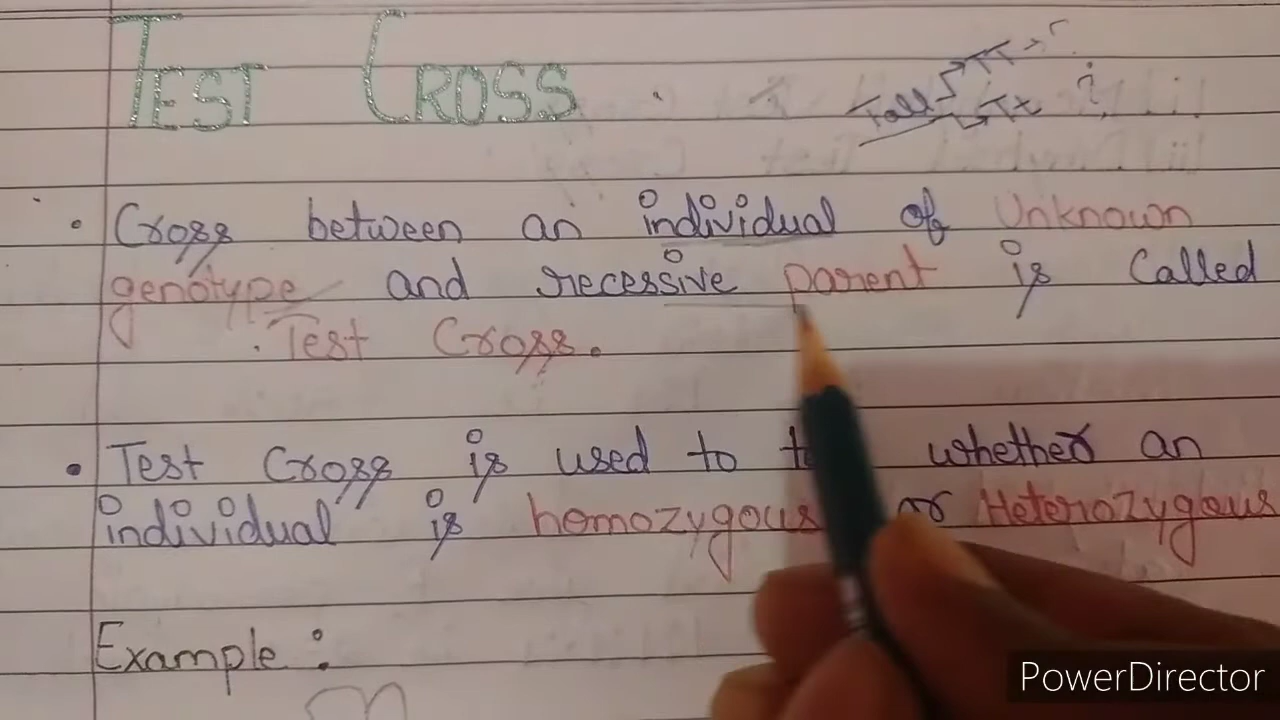 TEST CROSS
Tall TT ?
Tt ?
Cross between an individual of Unknown
genotype and recessive parent is Called
Test Cross.
Test Cross is used to whether an
individual is homozygous or Heterozygous
Example :
PowerDirector